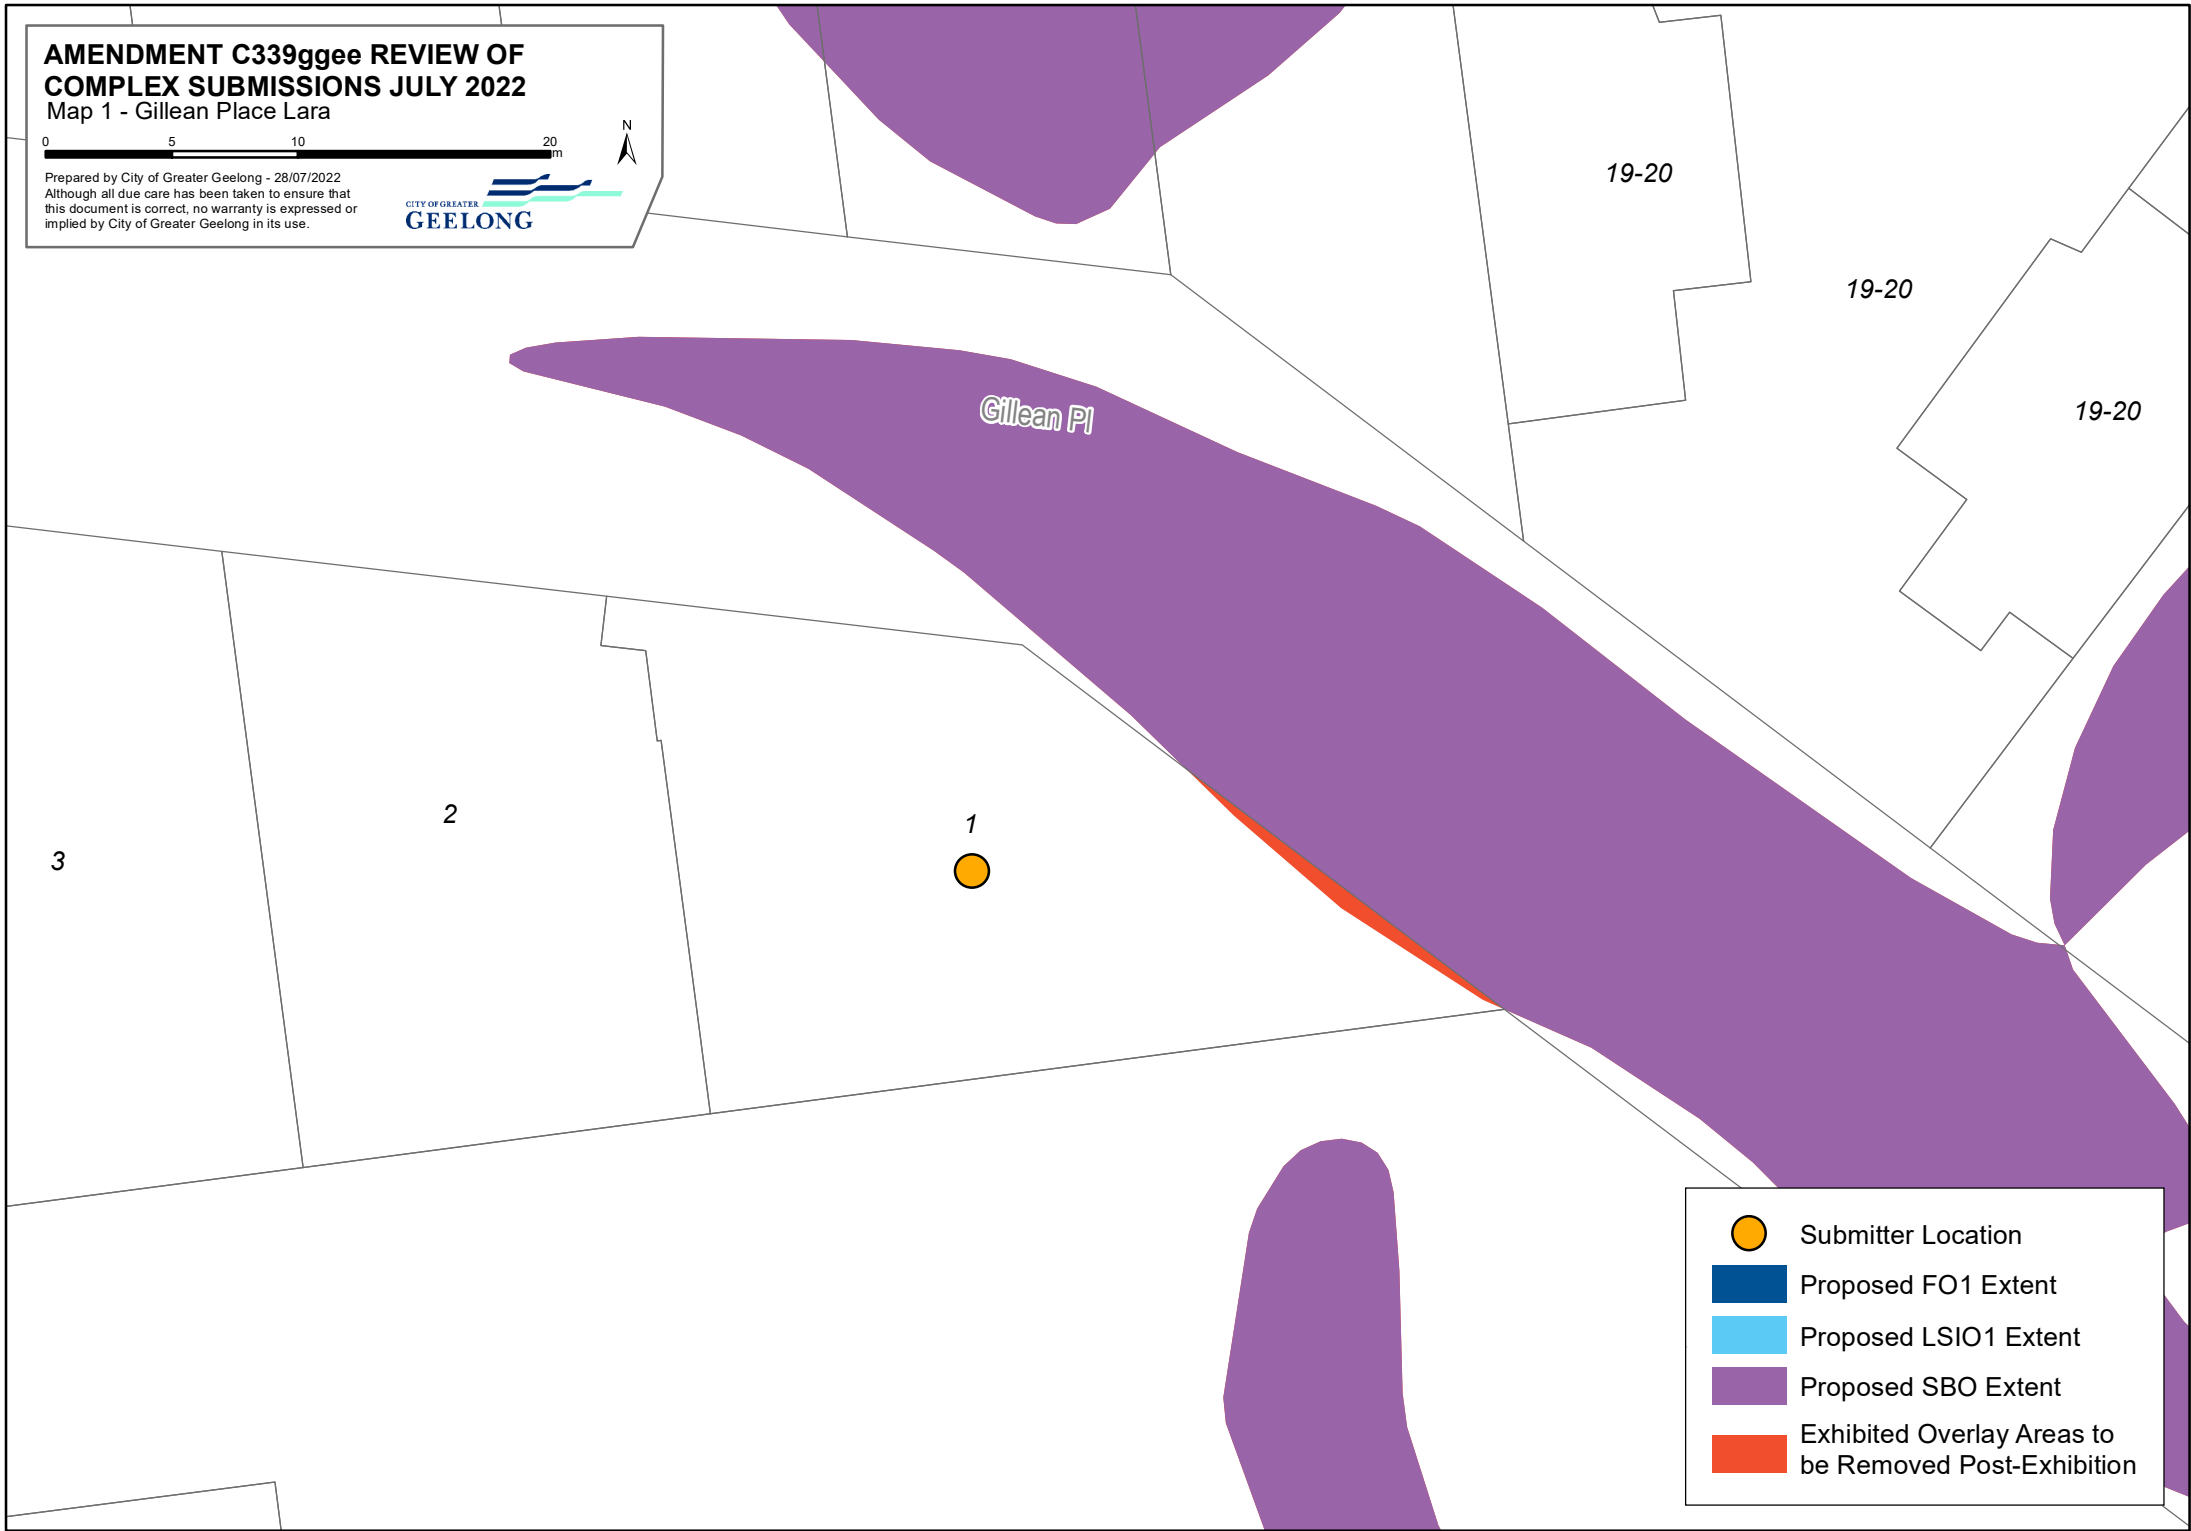 AMENDMENT C339ggee REVIEW OF
COMPLEX SUBMISSIONS JULY 2022
Map 1 - Gillean Place Lara
0 5 10 20
m
N
Prepared by City of Greater Geelong - 28/07/2022
Although all due care has been taken to ensure that
this document is correct, no warranty is expressed or
implied by City of Greater Geelong in its use.
CITY OF GREATER
GEELONG
19-20
19-20
19-20
Gillean Pl
2
1
3
Submitter Location
Proposed FO1 Extent
Proposed LSIO1 Extent
Proposed SBO Extent
Exhibited Overlay Areas to
be Removed Post-Exhibition